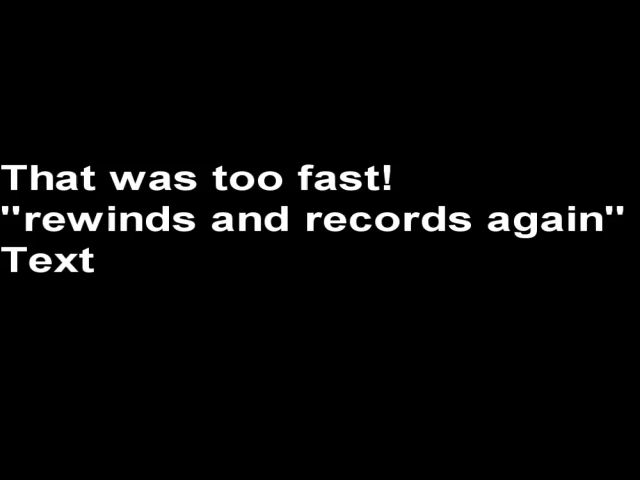 That was too fast!
"rewinds and records again"
Text